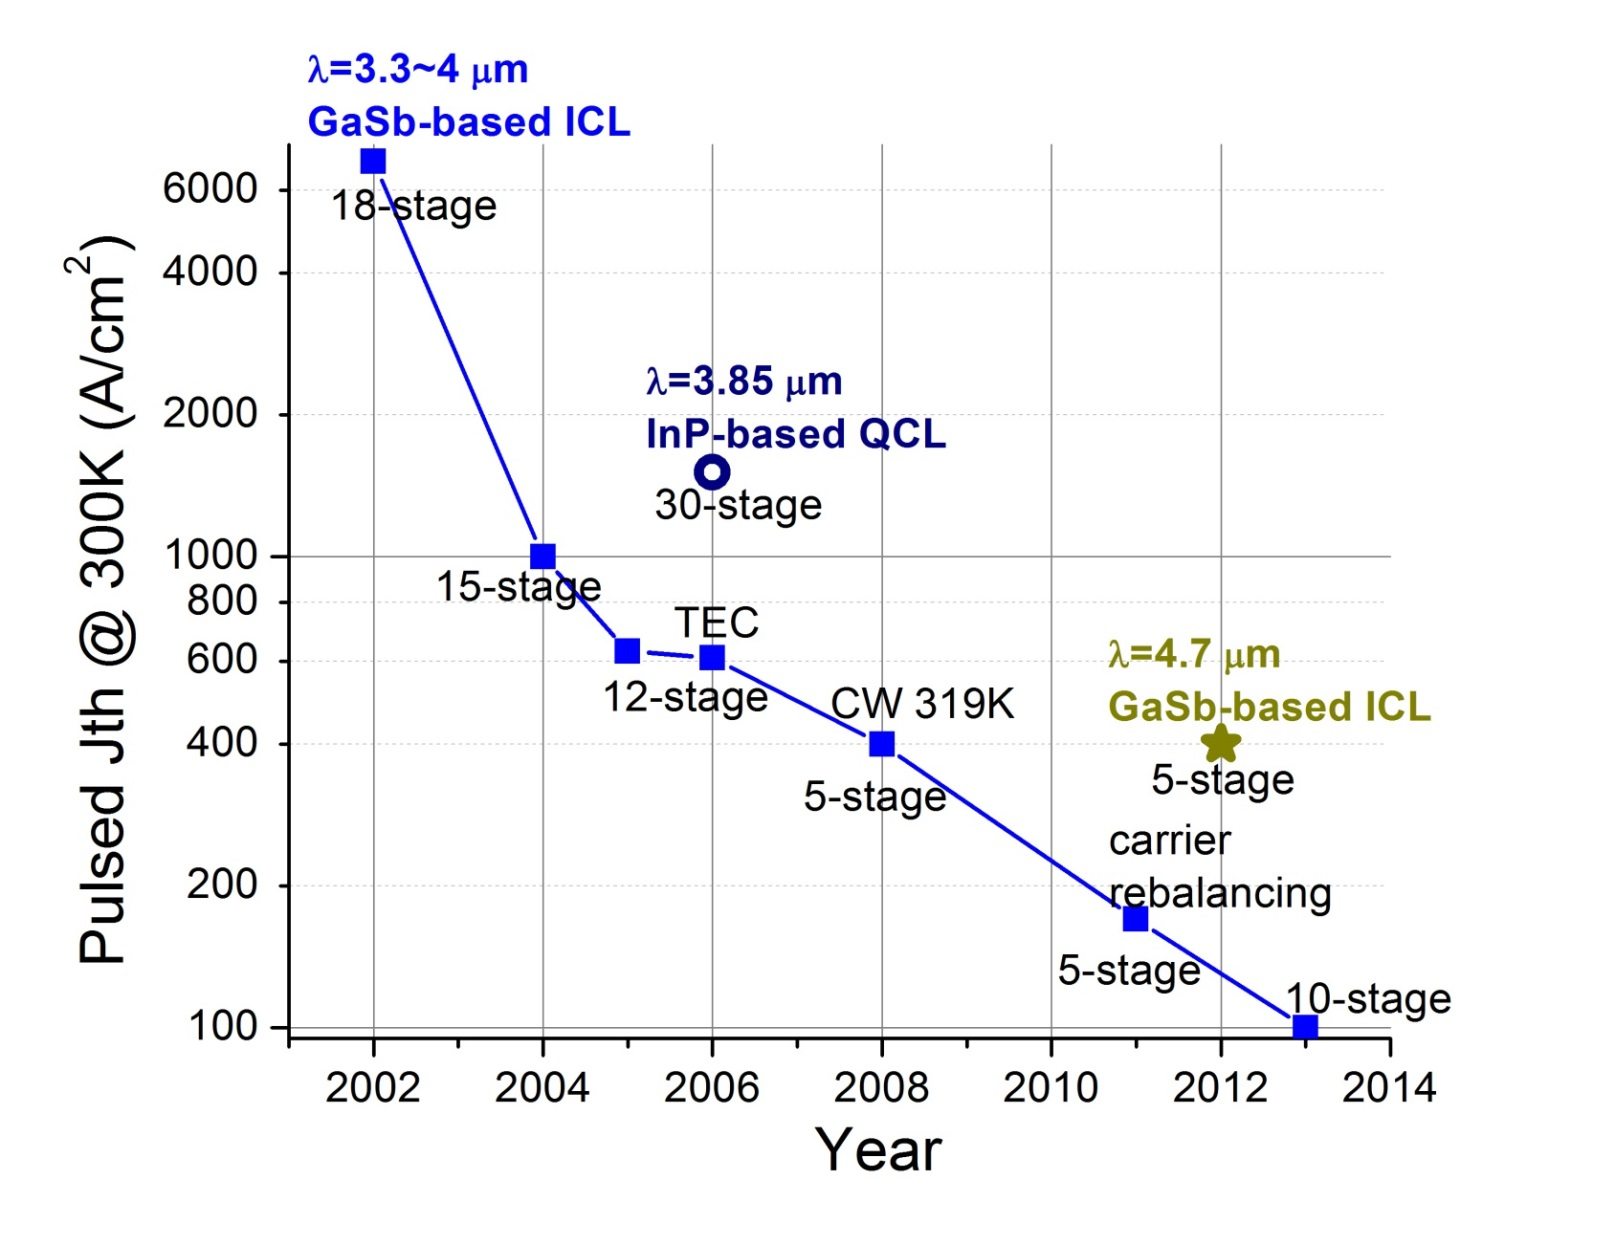 λ=3.3~4 μm
GaSb-based ICL
6000
4000
2000
1000
800
600
400
200
100
Pulsed Jth @ 300K (A/cm²)
18-stage
λ=3.85 μm
InP-based QCL
30-stage
15-stage
TEC
12-stage
CW 319K
5-stage
λ=4.7 μm
GaSb-based ICL
5-stage
carrier
rebalancing
5-stage
10-stage
2002 2004 2006 2008 2010 2012 2014
Year